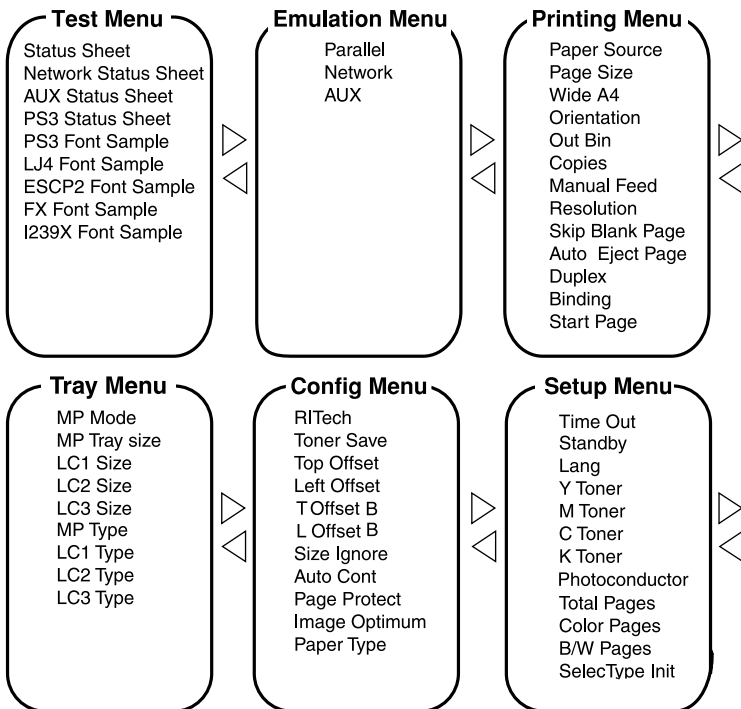 Test Menu
Status Sheet
Network Status Sheet
AUX Status Sheet
PS3 Status Sheet
PS3 Font Sample
LJ4 Font Sample
ESCP2 Font Sample
FX Font Sample
I239X Font Sample
Emulation Menu
Parallel
Network
AUX
Printing Menu
Paper Source
Page Size
Wide A4
Orientation
Out Bin
Copies
Manual Feed
Resolution
Skip Blank Page
Auto Eject Page
Duplex
Binding
Start Page
Tray Menu
MP Mode
MP Tray size
LC1 Size
LC2 Size
LC3 Size
MP Type
LC1 Type
LC2 Type
LC3 Type
Config Menu
RITech
Toner Save
Top Offset
Left Offset
T Offset B
L Offset B
Size Ignore
Auto Cont
Page Protect
Image Optimum
Paper Type
Setup Menu
Time Out
Standby
Lang
Y Toner
M Toner
C Toner
K Toner
Photoconductor
Total Pages
Color Pages
B/W Pages
SelecType Init